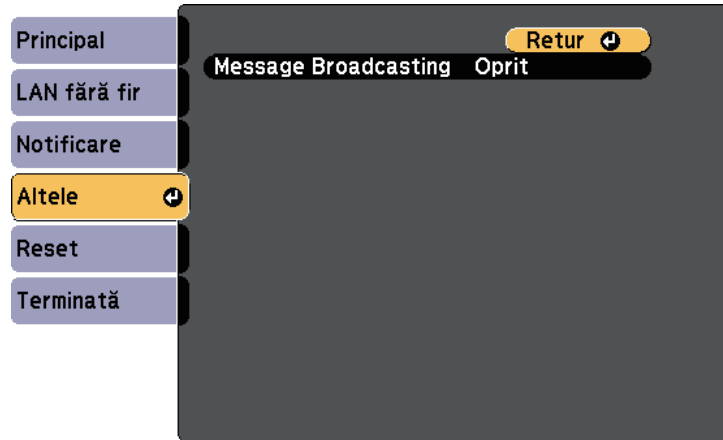 Principal
LAN fără fir
Notificare
Altele
Reset
Terminată
Retur
Message Broadcasting Oprit